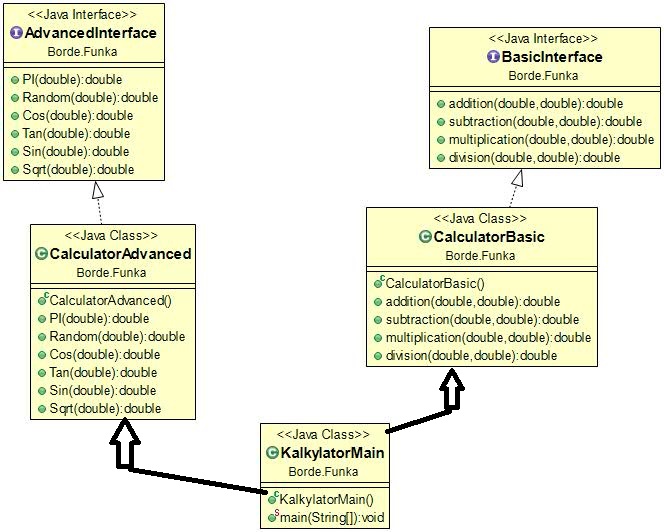 <<Java Interface>>
AdvancedInterface
Borde.Funka
PI(double):double
Random(double):double
Cos(double):double
Tan(double):double
Sin(double):double
Sqrt(double):double
<<Java Interface>>
BasicInterface
Borde.Funka
addition(double,double):double
subtraction(double,double):double
multiplication(double,double):double
division(double,double):double
<<Java Class>>
CalculatorAdvanced
Borde.Funka
CalculatorAdvanced()
PI(double):double
Random(double):double
Cos(double):double
Tan(double):double
Sin(double):double
Sqrt(double):double
<<Java Class>>
CalculatorBasic
Borde.Funka
CalculatorBasic()
addition(double,double):double
subtraction(double,double):double
multiplication(double,double):double
division(double,double):double
<<Java Class>>
KalkylatorMain
Borde.Funka
KalkylatorMain()
main(String[]):void